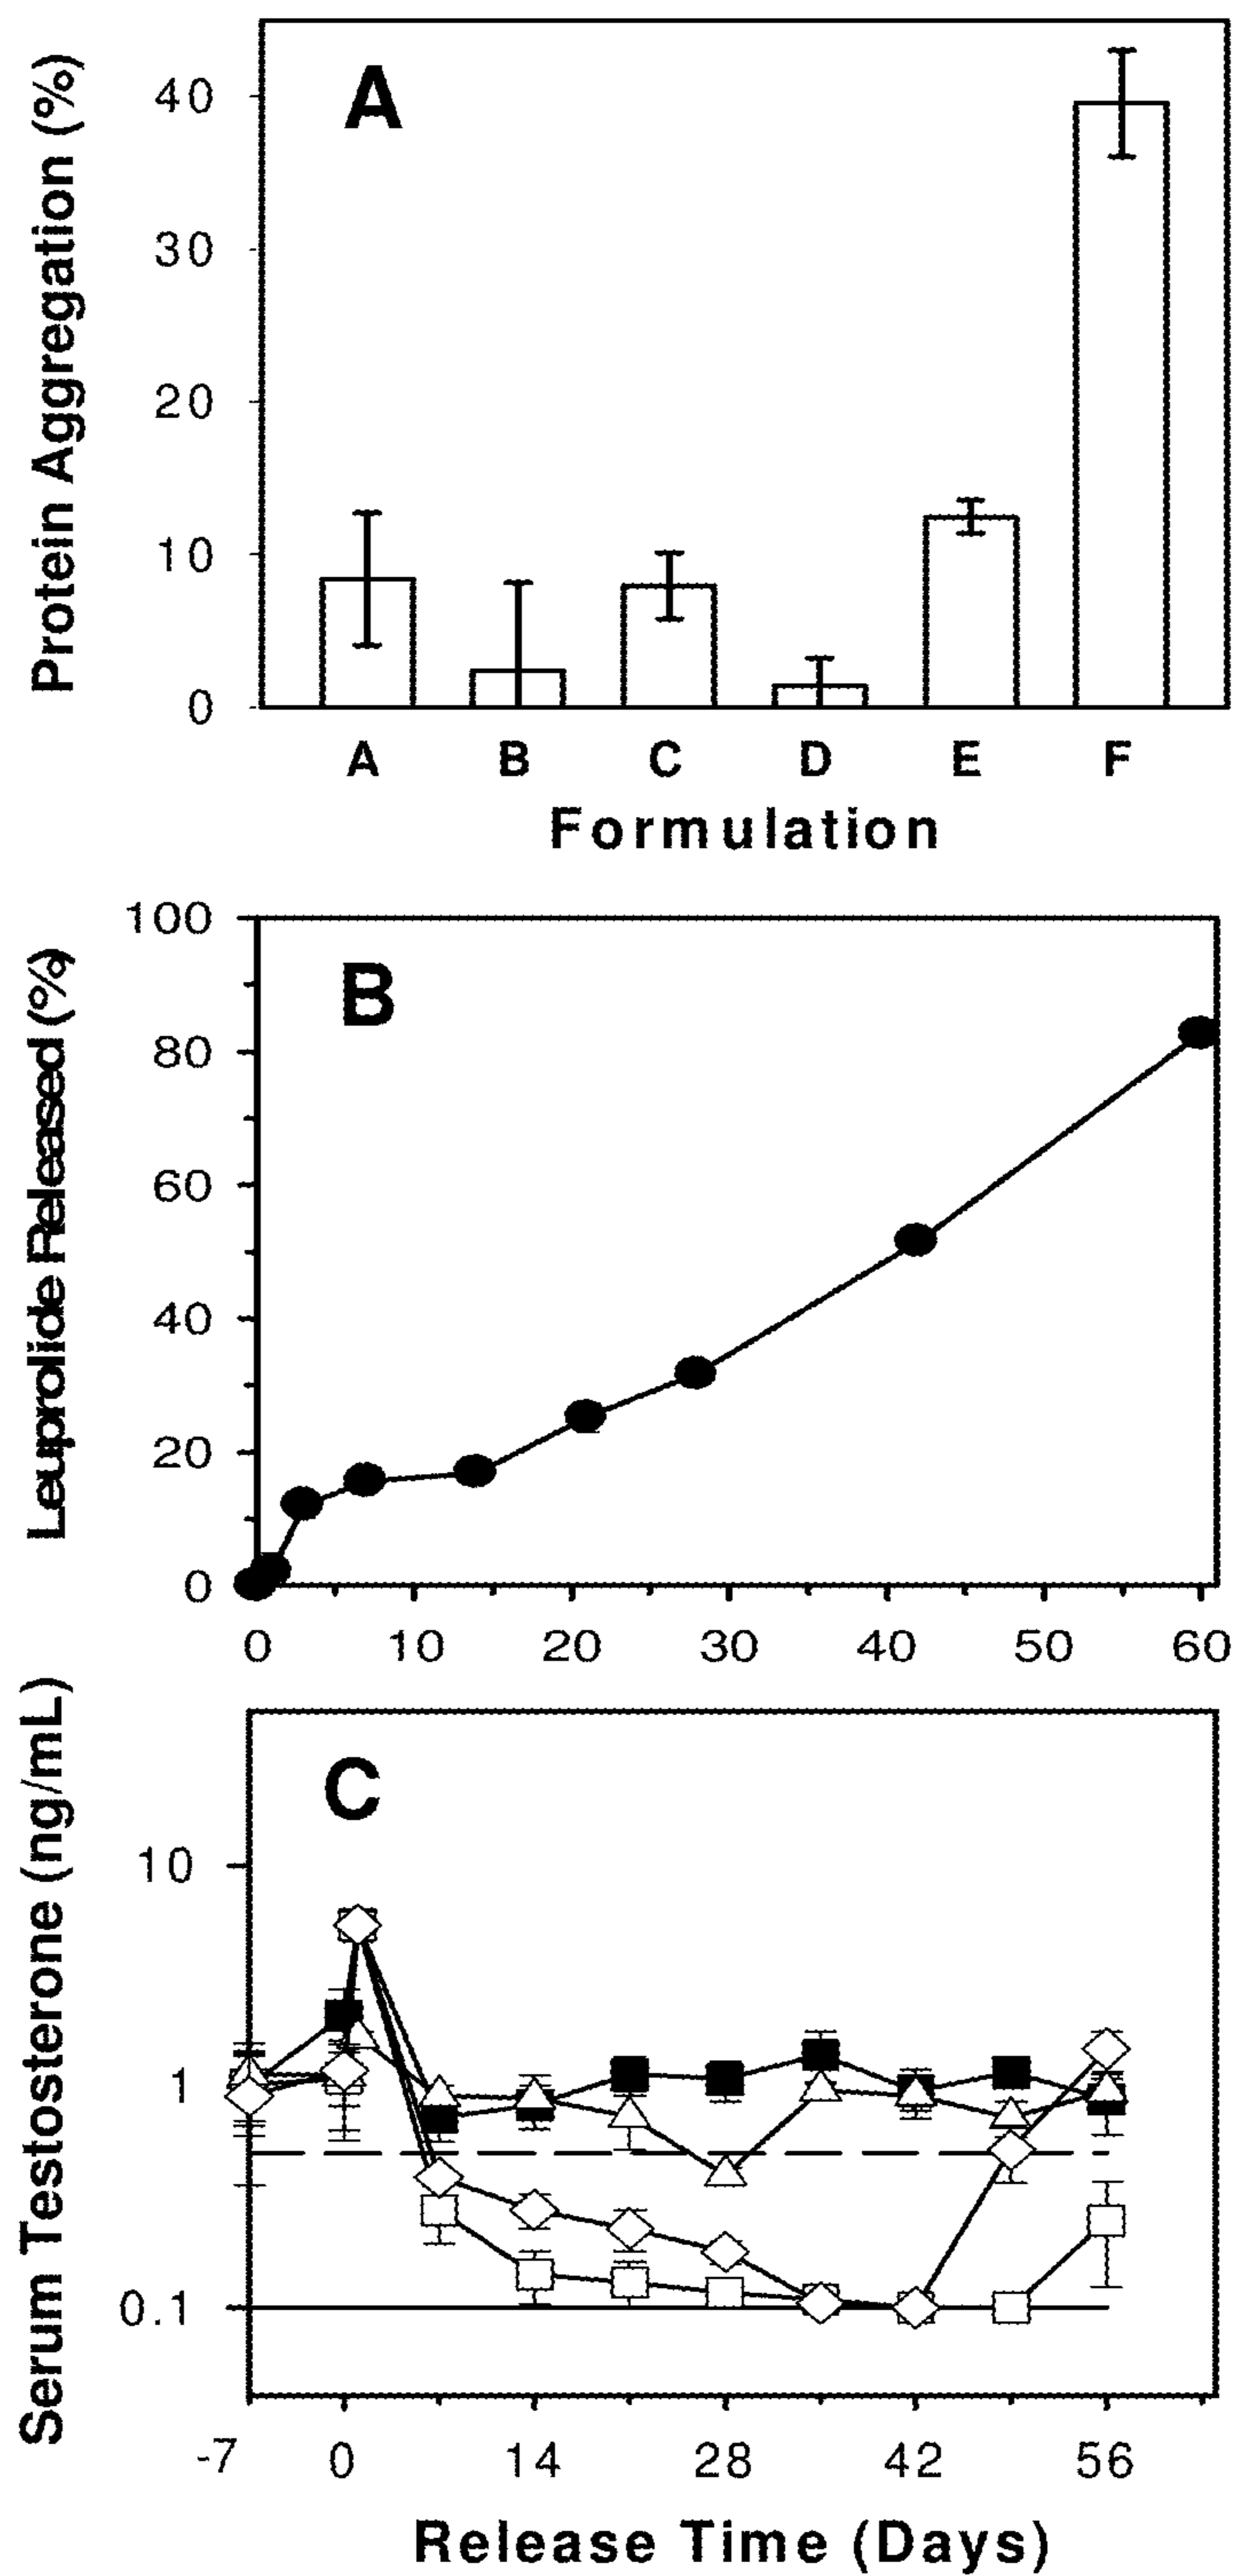 Protein Aggregation (%)
A
40
30
20
10
0
A B C D E F
Formulation
Leuprolide Released (%)
B
100
80
60
40
20
0
0 10 20 30 40 50 60
Serum Testosterone (ng/mL)
C
10
1
0.1
-7 0 14 28 42 56
Release Time (Days)